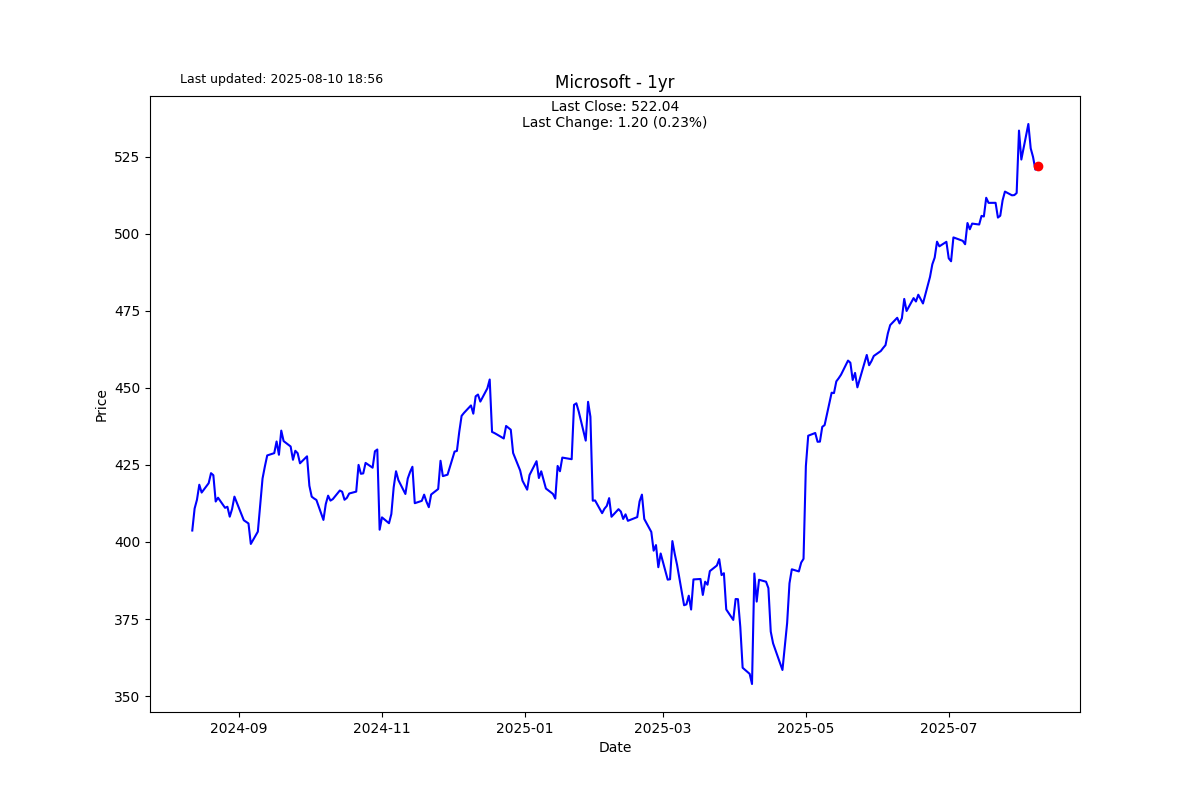 Last updated: 2025-08-10 18:56
Microsoft - 1yr
Last Close: 522.04
Last Change: 1.20 (0.23%)
525
500
475
450
425
400
375
350
Price
2024-09
2024-11
2025-01
2025-03
2025-05
2025-07
Date